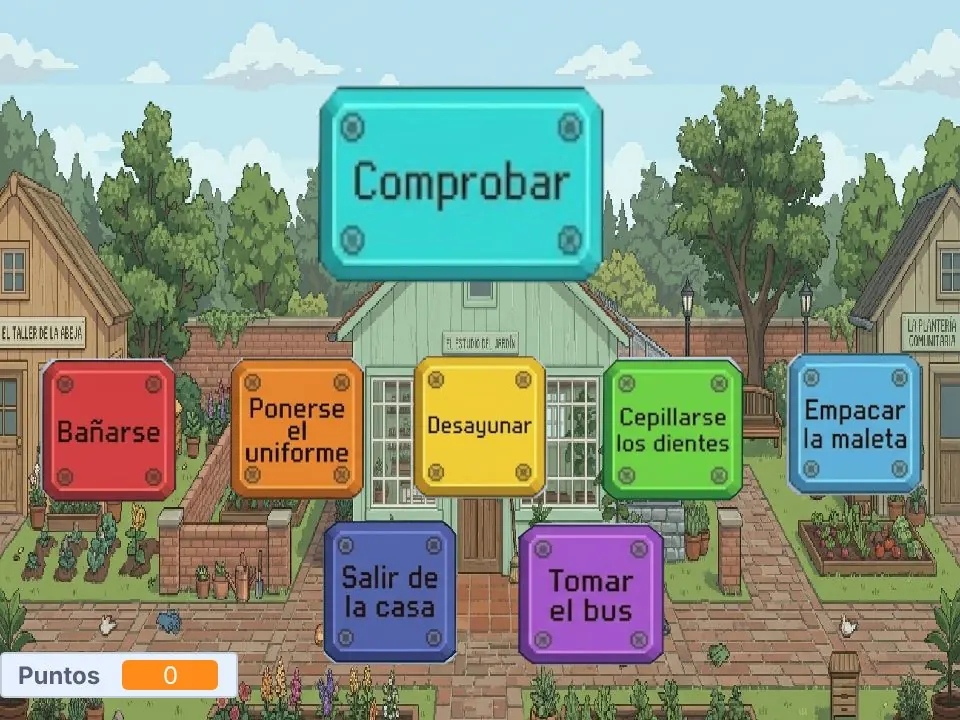 Comprobar
EL TALLER DE LA ABEJA
EL ESTUDIO DEL JARDÍN
LA PLANTERÍA
COMUNITARIA
Bañarse
Ponerse
el
uniforme
Desayunar
Cepillarse
los dientes
Empacar
la maleta
Salir de
la casa
Tomar
el bus
Puntos 0